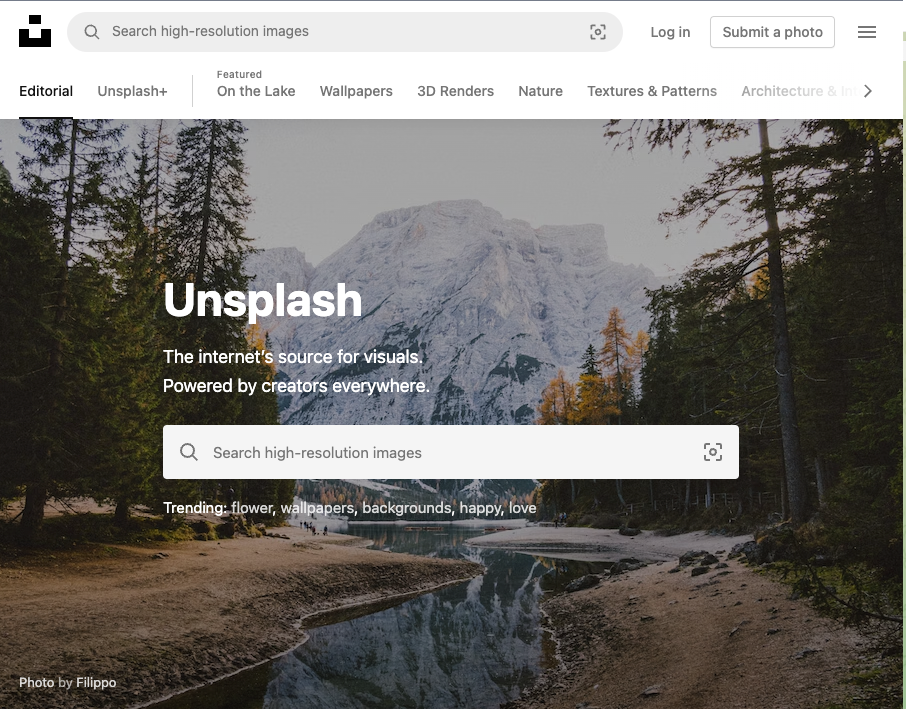 Search high-resolution images
Log in
Submit a photo
Editorial
Unsplash+
Featured
On the Lake
Wallpapers
3D Renders
Nature
Textures & Patterns
Architecture &
Unsplash
The internet’s source for visuals.
Powered by creators everywhere.
Search high-resolution images
Trending: flower, wallpapers, backgrounds, happy, love
Photo by Filippo